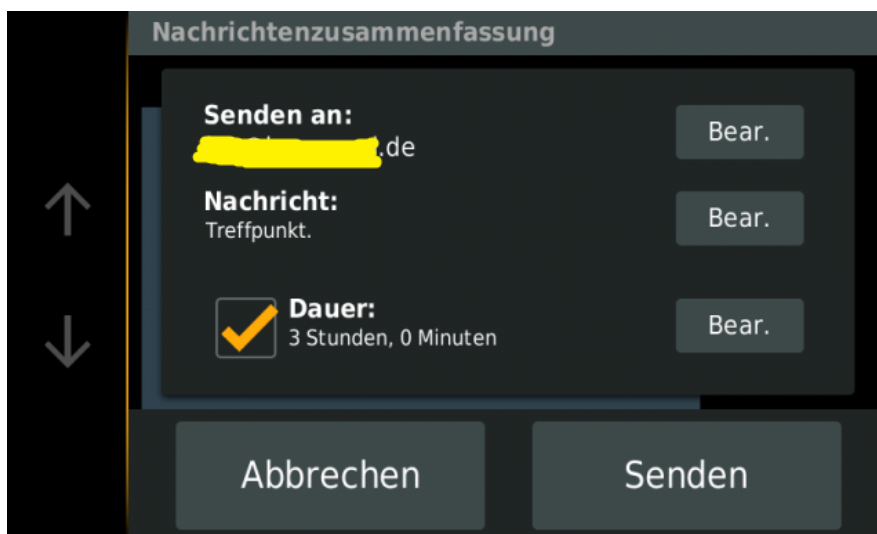 Nachrichtenzusammenfassung
Senden an:
.de
Bear.
Nachricht:
Treffpunkt.
Bear.
Dauer:
3 Stunden, 0 Minuten
Bear.
Abbrechen
Senden